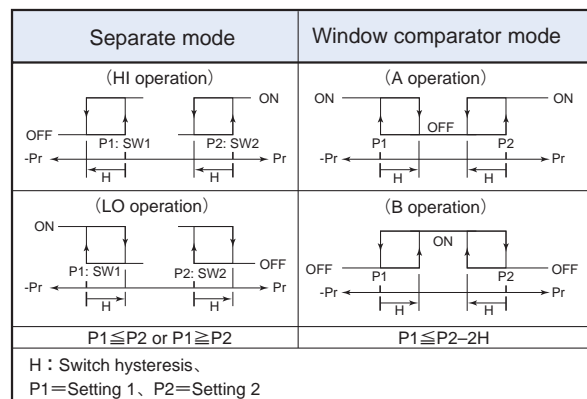 Separate mode
Window comparator mode
(HI operation)
ON
OFF
P1: SW1
P2: SW2
-Pr
Pr
H
H
(A operation)
ON
ON
OFF
P1
P2
-Pr
Pr
H
H
(LO operation)
ON
P1: SW1
P2: SW2
OFF
-Pr
Pr
H
H
(B operation)
ON
OFF
OFF
P1
P2
-Pr
Pr
H
H
P1≦P2 or P1≧P2
P1≦P2–2H
H：Switch hysteresis、
P1＝Setting 1、P2＝Setting 2